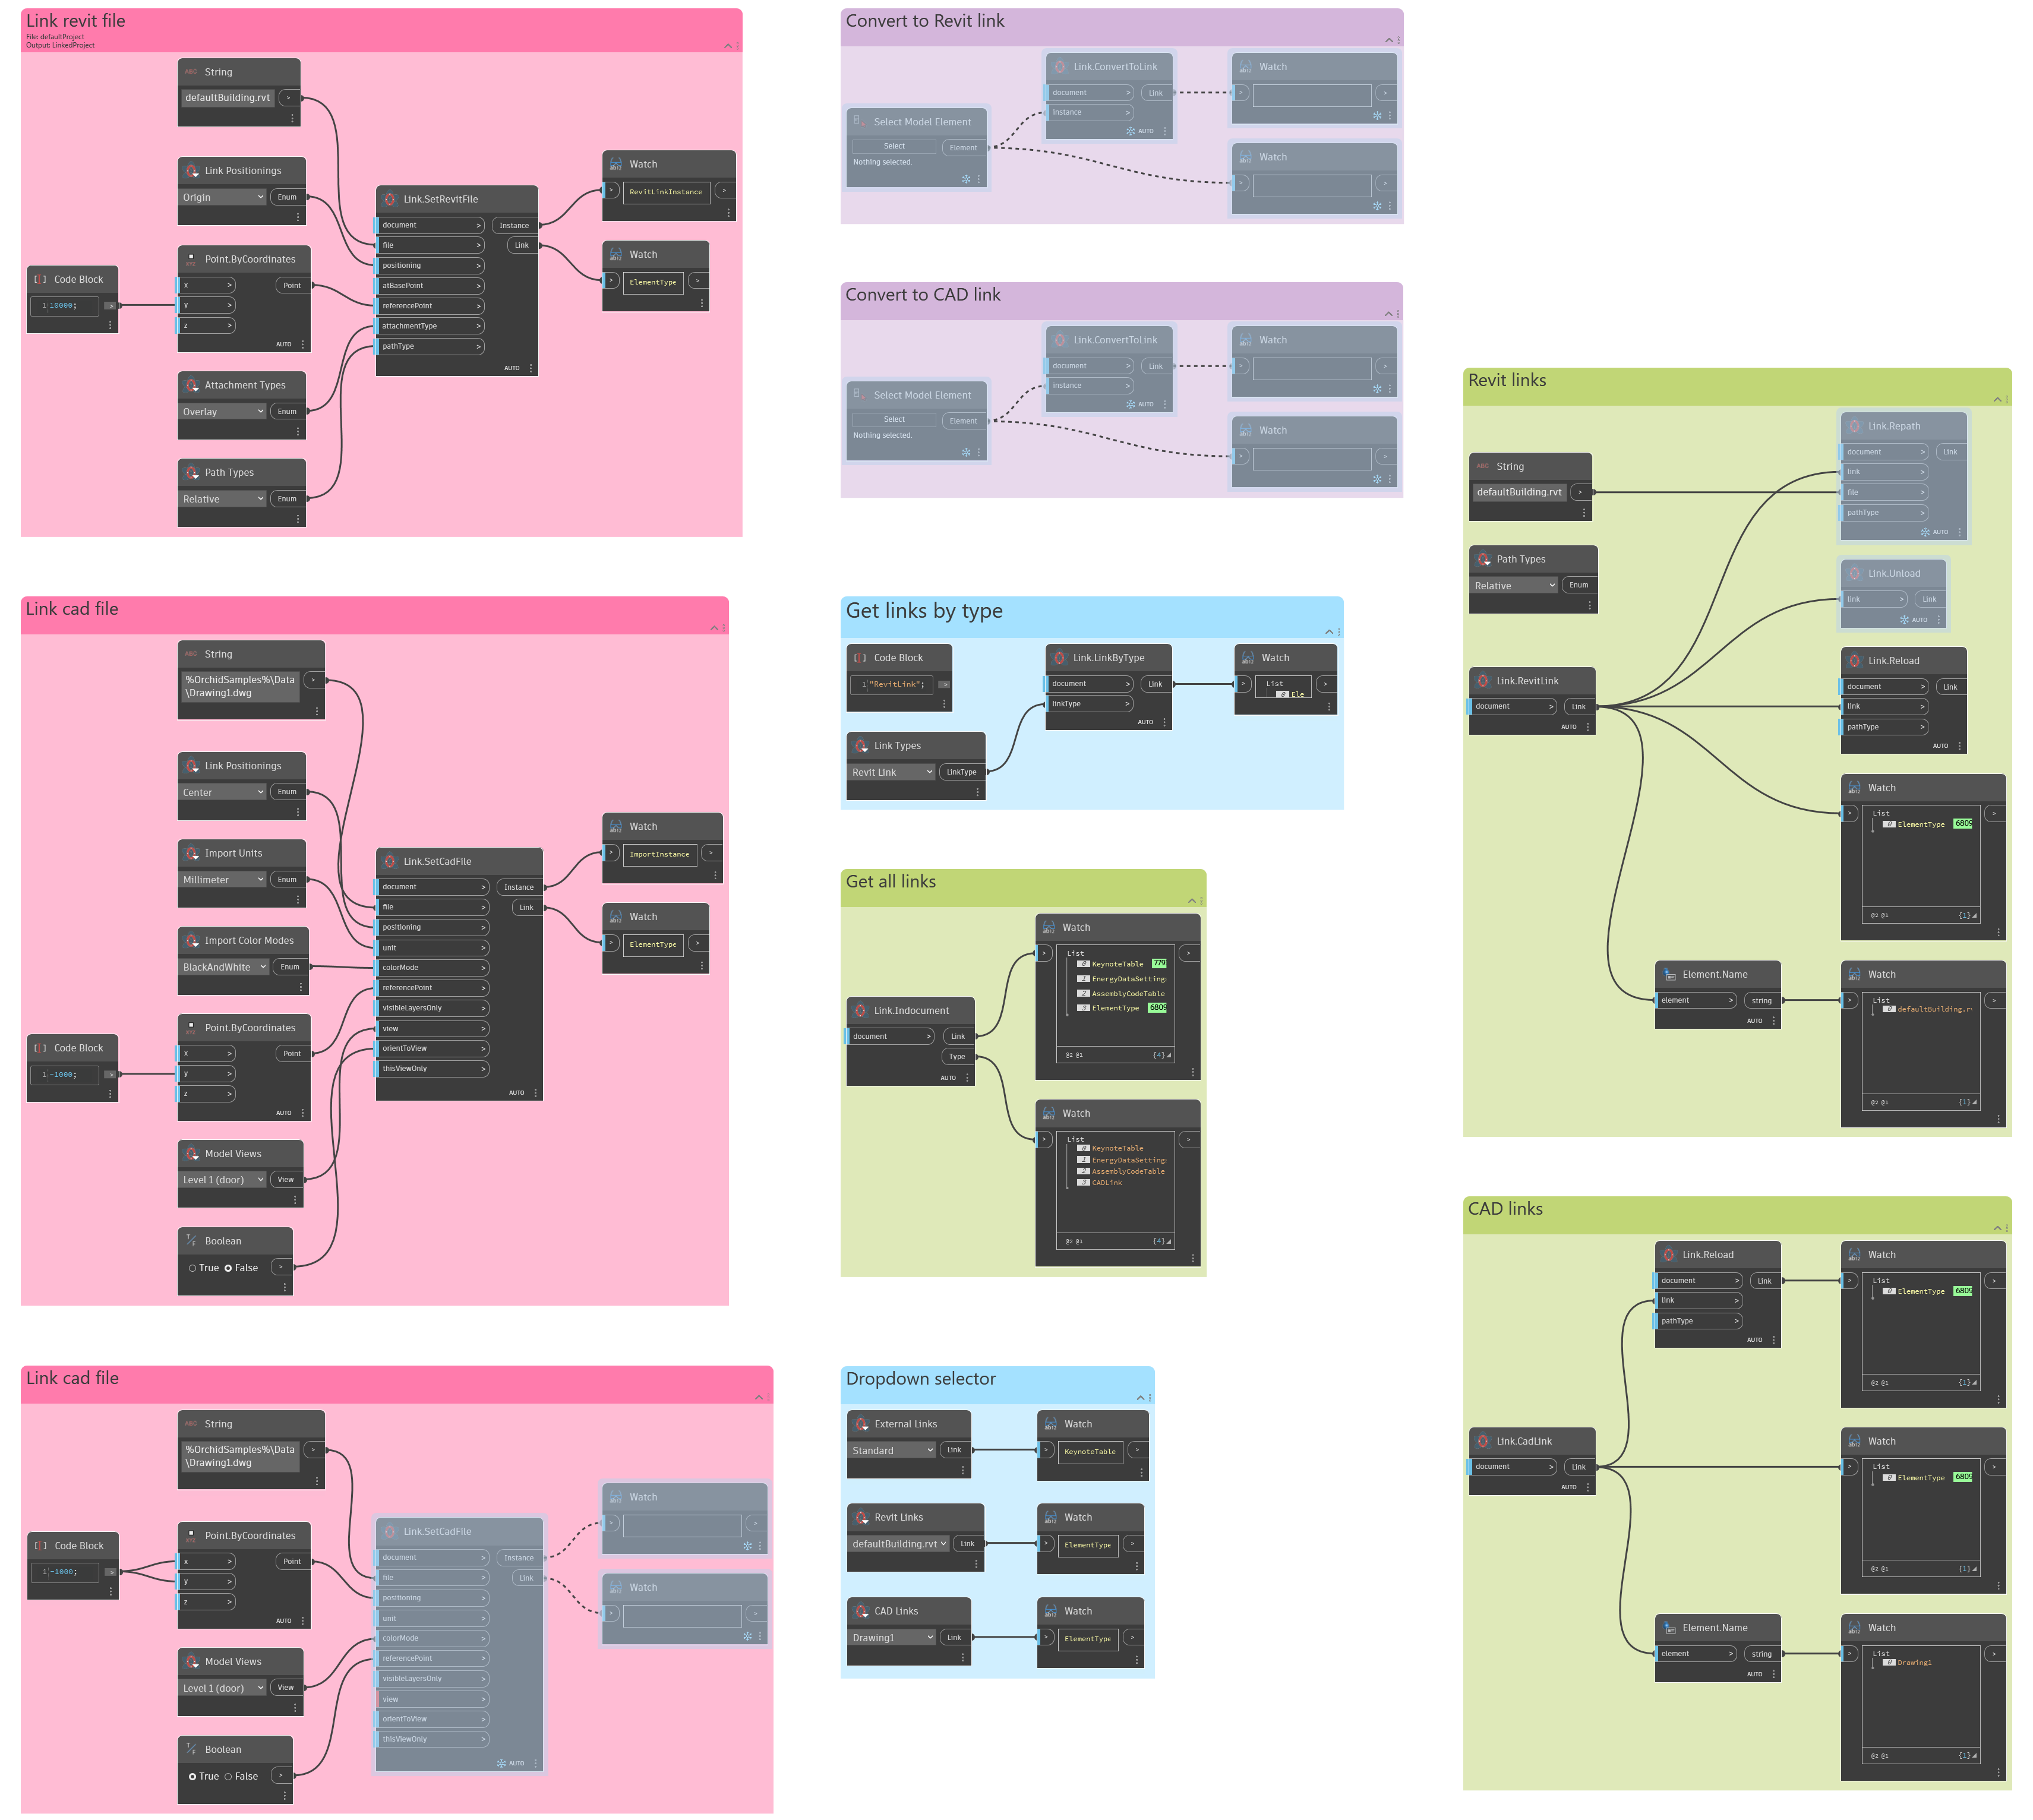 Link revit file
File: defaultProject
Output: LinkedProject
String
defaultBuilding.rvt >
Link Positionings
Origin Enum
Code Block
1 10000; >
Point.ByCoordinates
x > Point
y >
z >
AUTO
Attachment Types
Overlay Enum
Path Types
Relative Enum
Link.SetRevitFile
document > Instance
file > Link
positioning >
atBasePoint >
referencePoint >
attachmentType >
pathType >
AUTO
Watch
> RevitLinkInstance >
Watch
> ElementType >
Link cad file
String
%OrchidSamples%\Data
\Drawing1.dwg >
Link Positionings
Center Enum
Import Units
Millimeter Enum
Import Color Modes
BlackAndWhite Enum
Code Block
1 -1000; >
Point.ByCoordinates
x > Point
y >
z >
AUTO
Model Views
Level 1 (door) View
Boolean
True False >
Link.SetCadFile
document > Instance
file > Link
positioning >
unit >
colorMode >
referencePoint >
visibleLayersOnly >
view >
orientToView >
thisViewOnly >
AUTO
Watch
> ImportInstance >
Watch
> ElementType >
Link cad file
String
%OrchidSamples%\Data
\Drawing1.dwg >
Code Block
1 -1000; >
Point.ByCoordinates
x > Point
y >
z >
AUTO
Model Views
Level 1 (door) View
Boolean
True False >
Link.SetCadFile
document > Instance
file > Link
positioning >
unit >
colorMode >
referencePoint >
visibleLayersOnly >
view >
orientToView >
thisViewOnly >
AUTO
Watch
> >
Watch
> >
Convert to Revit link
Select Model Element
Select Element
Nothing selected.
Link.ConvertToLink
document > Link
instance >
AUTO
Watch
> >
Watch
> >
Convert to CAD link
Select Model Element
Select Element
Nothing selected.
Link.ConvertToLink
document > Link
instance >
AUTO
Watch
> >
Watch
> >
Get links by type
Code Block
1 "RevitLink"; >
Link Types
Revit Link LinkType
Link.LinkByType
document > Link
linkType >
AUTO
Watch
> List >
0 Ele
Get all links
Link.Indocument
document > Link
Type
AUTO
Watch
> List >
0 KeynoteTable 779
1 EnergyDataSetting
2 AssemblyCodeTable
3 ElementType 6809
@2 @1 {4}
Watch
> List >
0 KeynoteTable
1 EnergyDataSetting
2 AssemblyCodeTable
3 CADLink
@2 @1 {4}
Dropdown selector
External Links
Standard Link
Watch
> KeynoteTable >
Revit Links
defaultBuilding.rvt Link
Watch
> ElementType >
CAD Links
Drawing1 Link
Watch
> ElementType >
Revit links
String
defaultBuilding.rvt >
Path Types
Relative Enum
Link.RevitLink
document > Link
AUTO
Link.Repath
document > Link
link >
file >
pathType >
AUTO
Link.Unload
link > Link
AUTO
Link.Reload
document > Link
link >
pathType >
AUTO
Watch
> List >
0 ElementType 6809
@2 @1 {1}
Element.Name
element > string
AUTO
Watch
> List >
0 defaultBuilding.r
@2 @1 {1}
CAD links
Link.CadLink
document > Link
AUTO
Link.Reload
document > Link
link >
pathType >
AUTO
Watch
> List >
0 ElementType 6809
@2 @1 {1}
Watch
> List >
0 ElementType 6809
@2 @1 {1}
Element.Name
element > string
AUTO
Watch
> List >
0 Drawing1
@2 @1 {1}